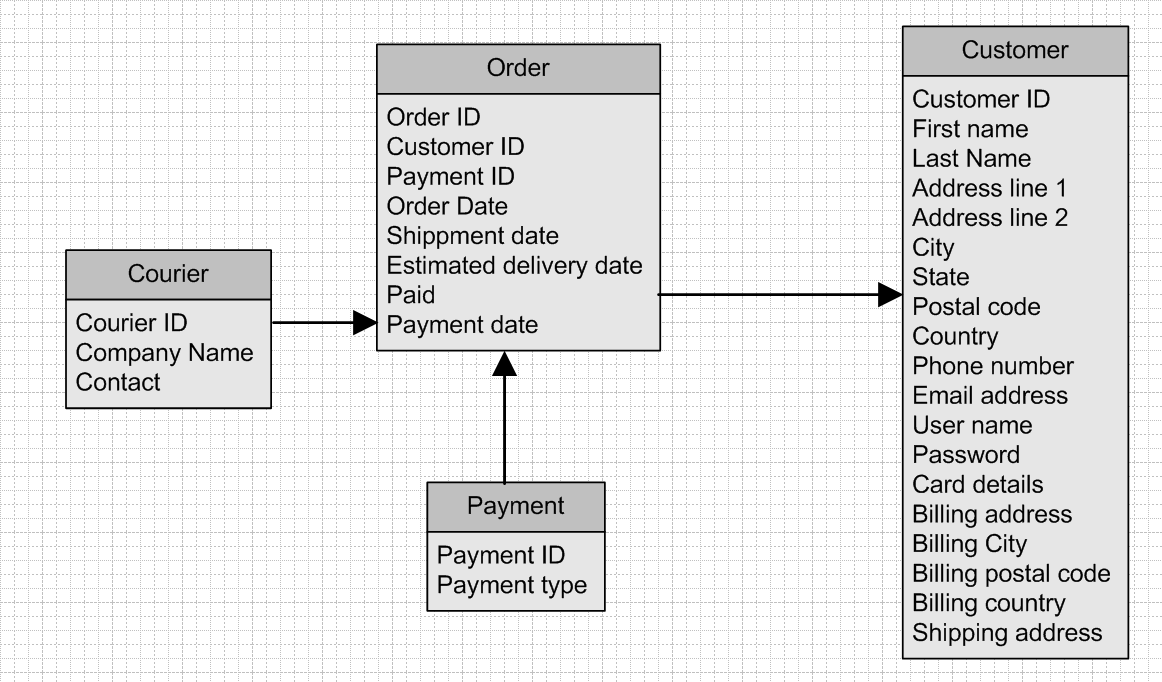 Order
Order ID
Customer ID
Payment ID
Order Date
Shippment date
Estimated delivery date
Paid
Payment date
Customer
Customer ID
First name
Last Name
Address line 1
Address line 2
City
State
Postal code
Country
Phone number
Email address
User name
Password
Card details
Billing address
Billing City
Billing postal code
Billing country
Shipping address
Courier
Courier ID
Company Name
Contact
Payment
Payment ID
Payment type